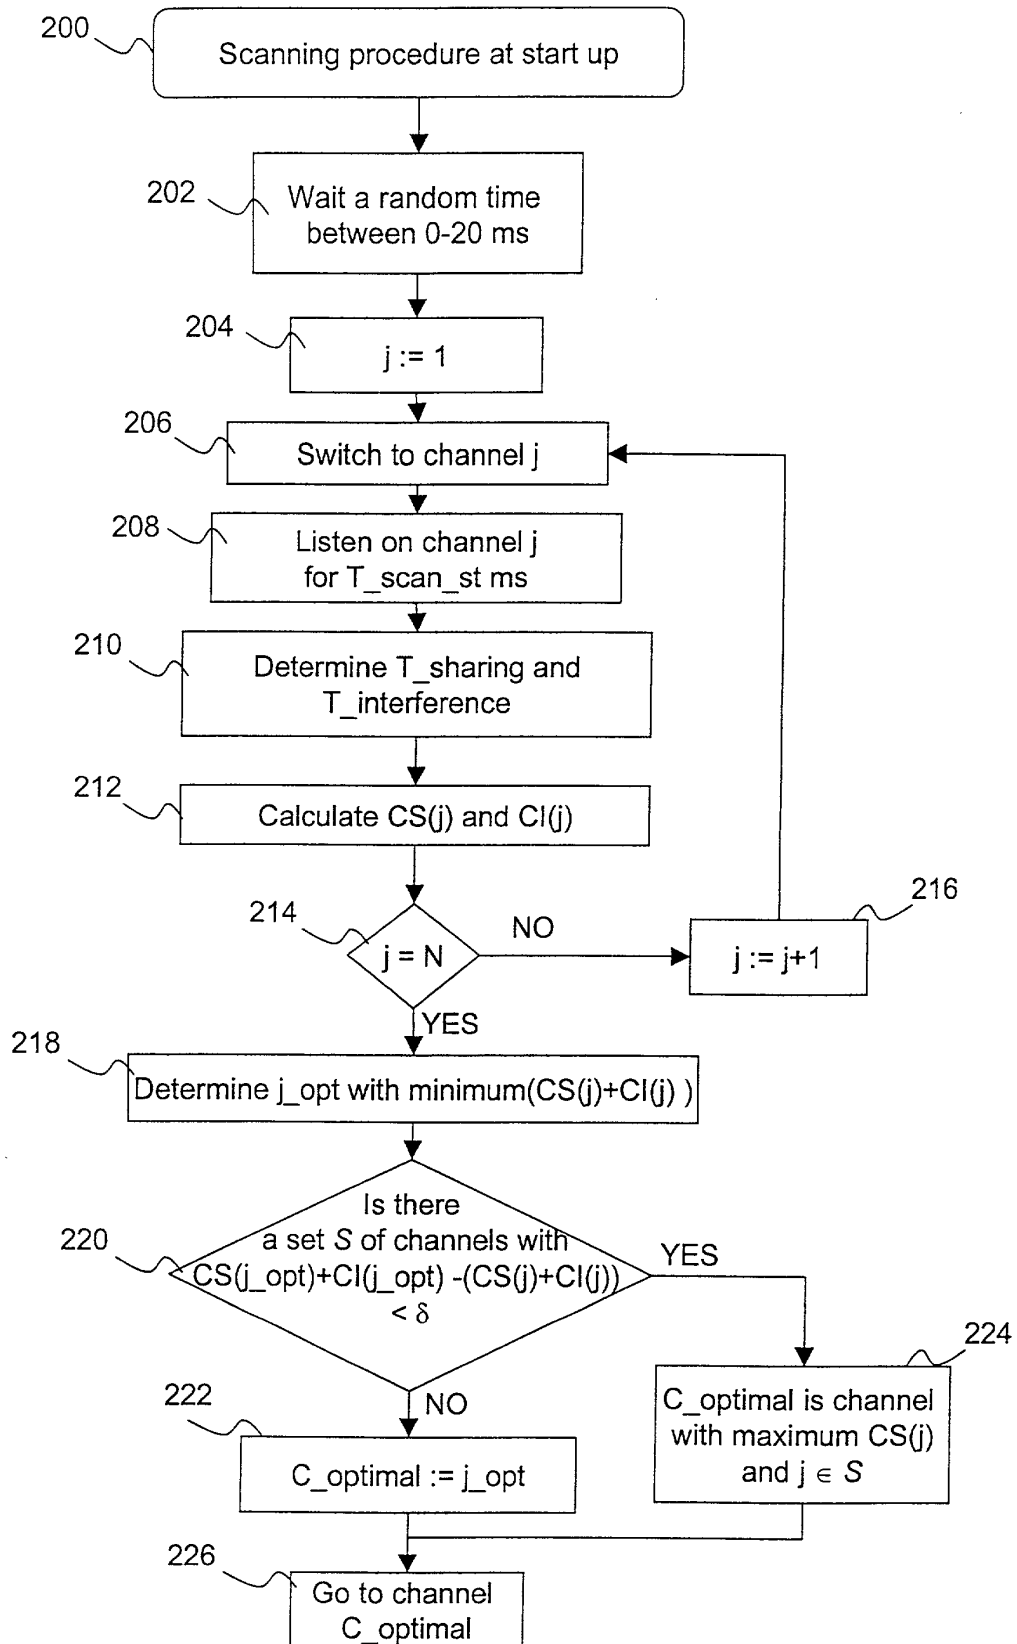 200
Scanning procedure at start up
202
Wait a random time
between 0-20 ms
204
j := 1
206
Switch to channel j
208
Listen on channel j
for T_scan_st ms
210
Determine T_sharing and
T_interference
212
Calculate CS(j) and CI(j)
214
j = N
NO
216
j := j+1
YES
218
Determine j_opt with minimum(CS(j)+CI(j) )
220
Is there
a set S of channels with
CS(j_opt)+CI(j_opt) -(CS(j)+CI(j))
< δ
YES
224
C_optimal is channel
with maximum CS(j)
and j ∈ S
NO
222
C_optimal := j_opt
226
Go to channel
C_optimal